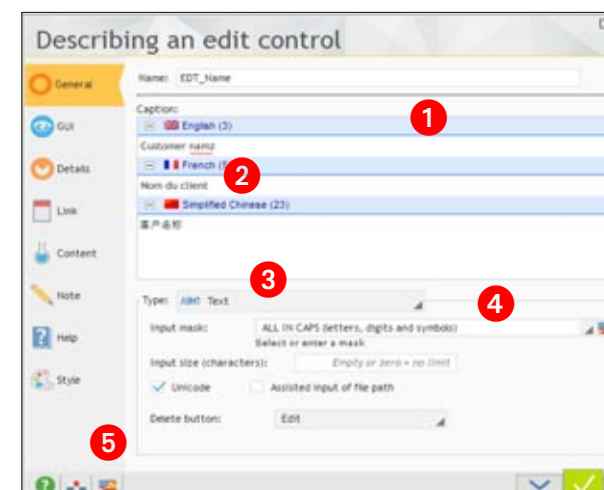 Describing an edit control
General
Name: EDT_Name
Caption:
1
English (3)
GUI
Customer namz
French (5
2
Details
Nom du client
Simplified Chinese (23)
Link
客户名称
Content
3
Note
Type: Text
4
Input mask: ALL IN CAPS (letters, digits and symbols)
Select or enter a mask
Help
Input size (characters): Empty or zero = no limit
Style
Unicode Assisted input of file path
Delete button: Edit
5
?